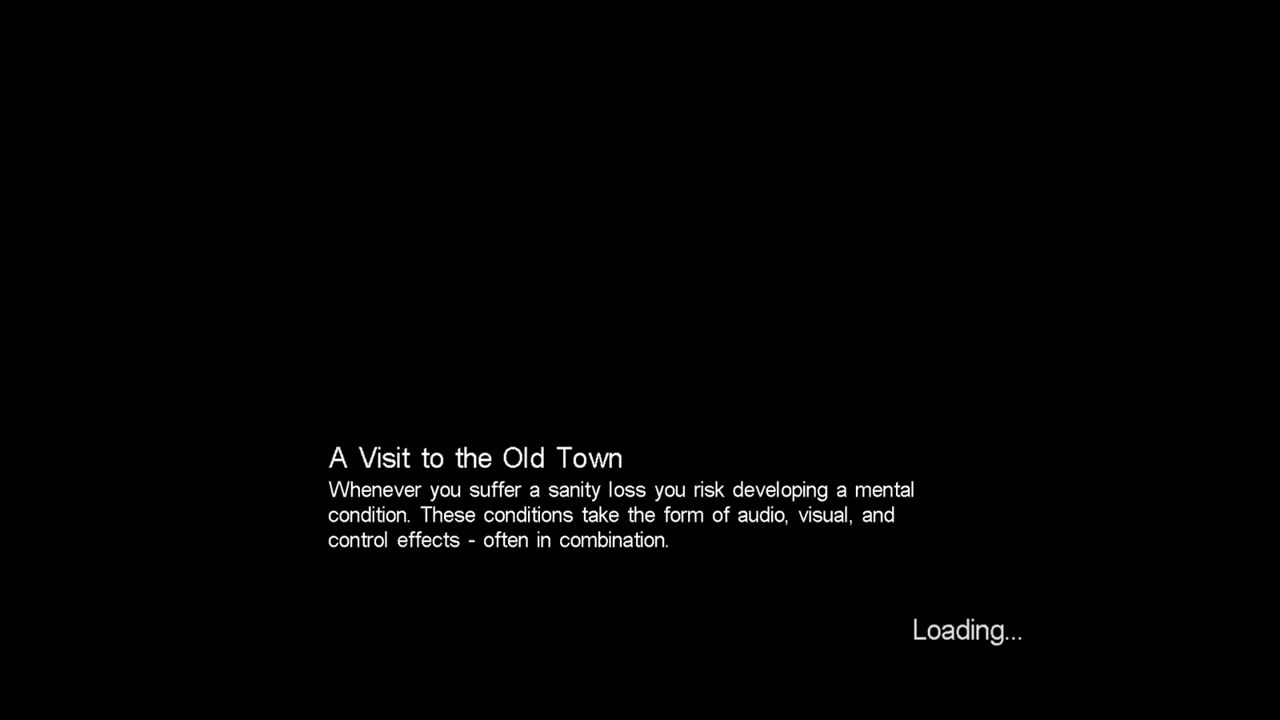 A Visit to the Old Town
Whenever you suffer a sanity loss you risk developing a mental
condition. These conditions take the form of audio, visual, and
control effects - often in combination.
Loading...